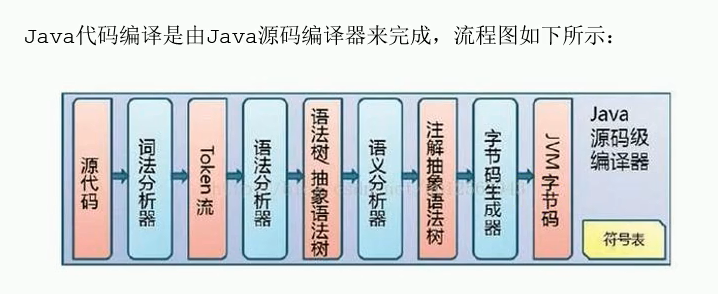 Java代码编译是由Java源码编译器来完成，流程图如下所示：
源代码
词法分析器
Token流
语法分析器
语法树/抽象语法树
语义分析器
注解抽象语法树
字节码生成器
JVM字节码
Java
源码级
编译器
符号表